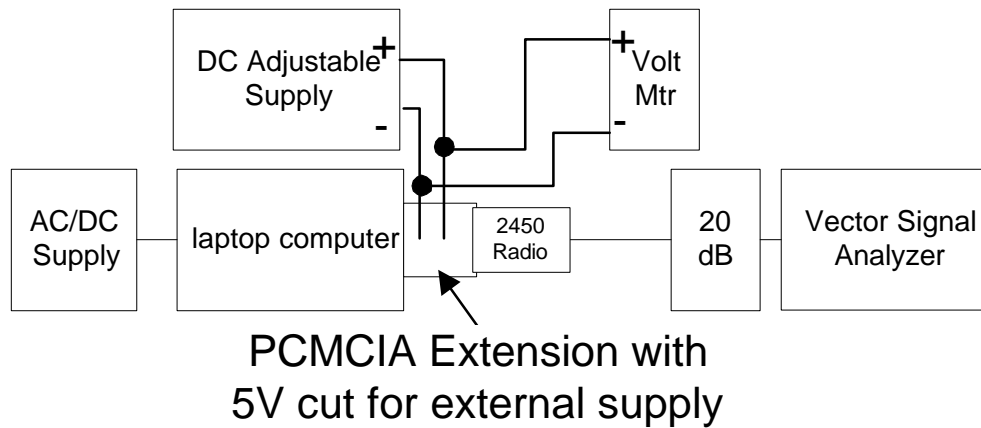 DC Adjustable
Supply
+
-
+
Volt
Mtr
-
AC/DC
Supply
laptop computer
2450
Radio
20
dB
Vector Signal
Analyzer
PCMCIA Extension with
5V cut for external supply